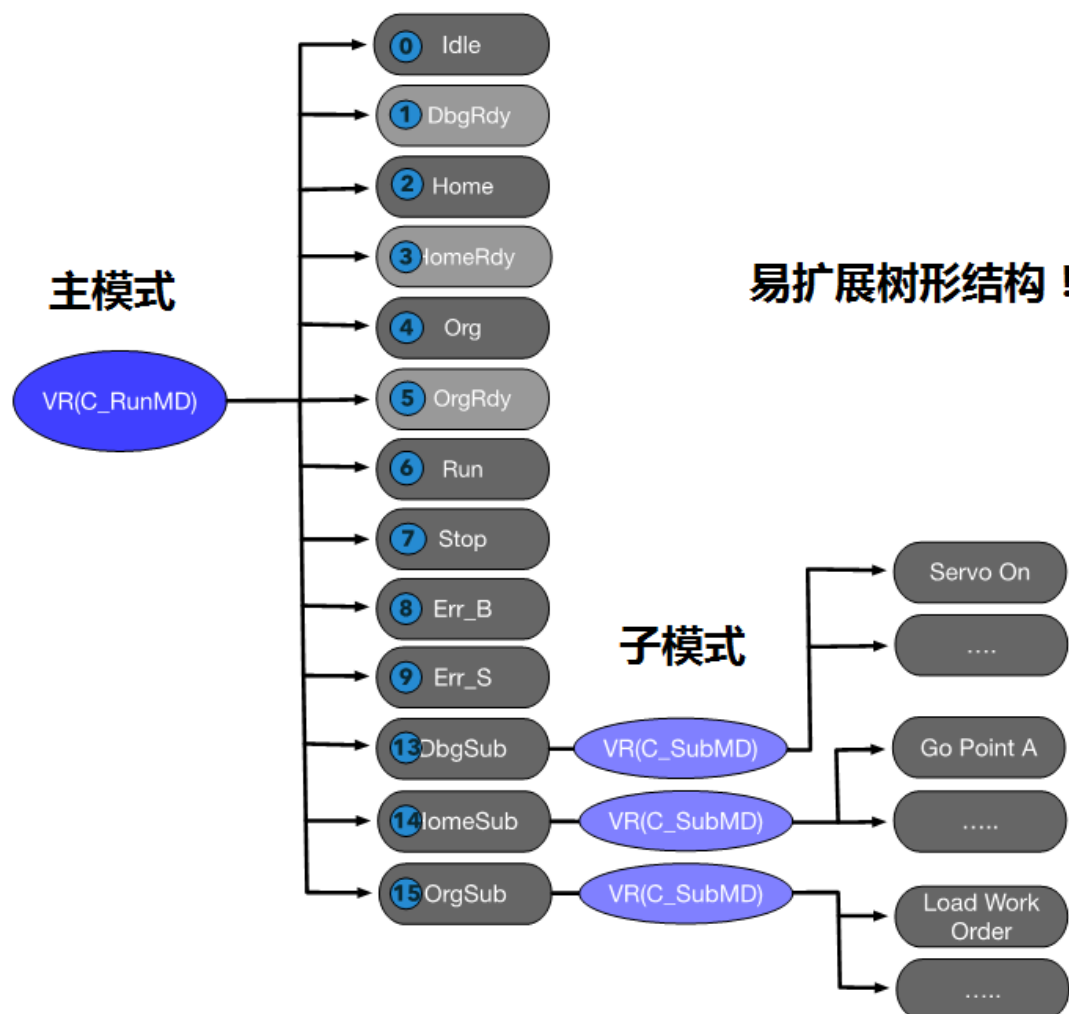 0 Idle
1 DbgRdy
2 Home
3 HomeRdy
主模式
易扩展树形结构！
4 Org
VR(C_RunMD)
5 OrgRdy
6 Run
7 Stop
Servo On
8 Err_B
子模式
....
9 Err_S
13 DbgSub
VR(C_SubMD)
Go Point A
14 HomeSub
VR(C_SubMD)
.....
15 OrgSub
VR(C_SubMD)
Load Work
Order
.....